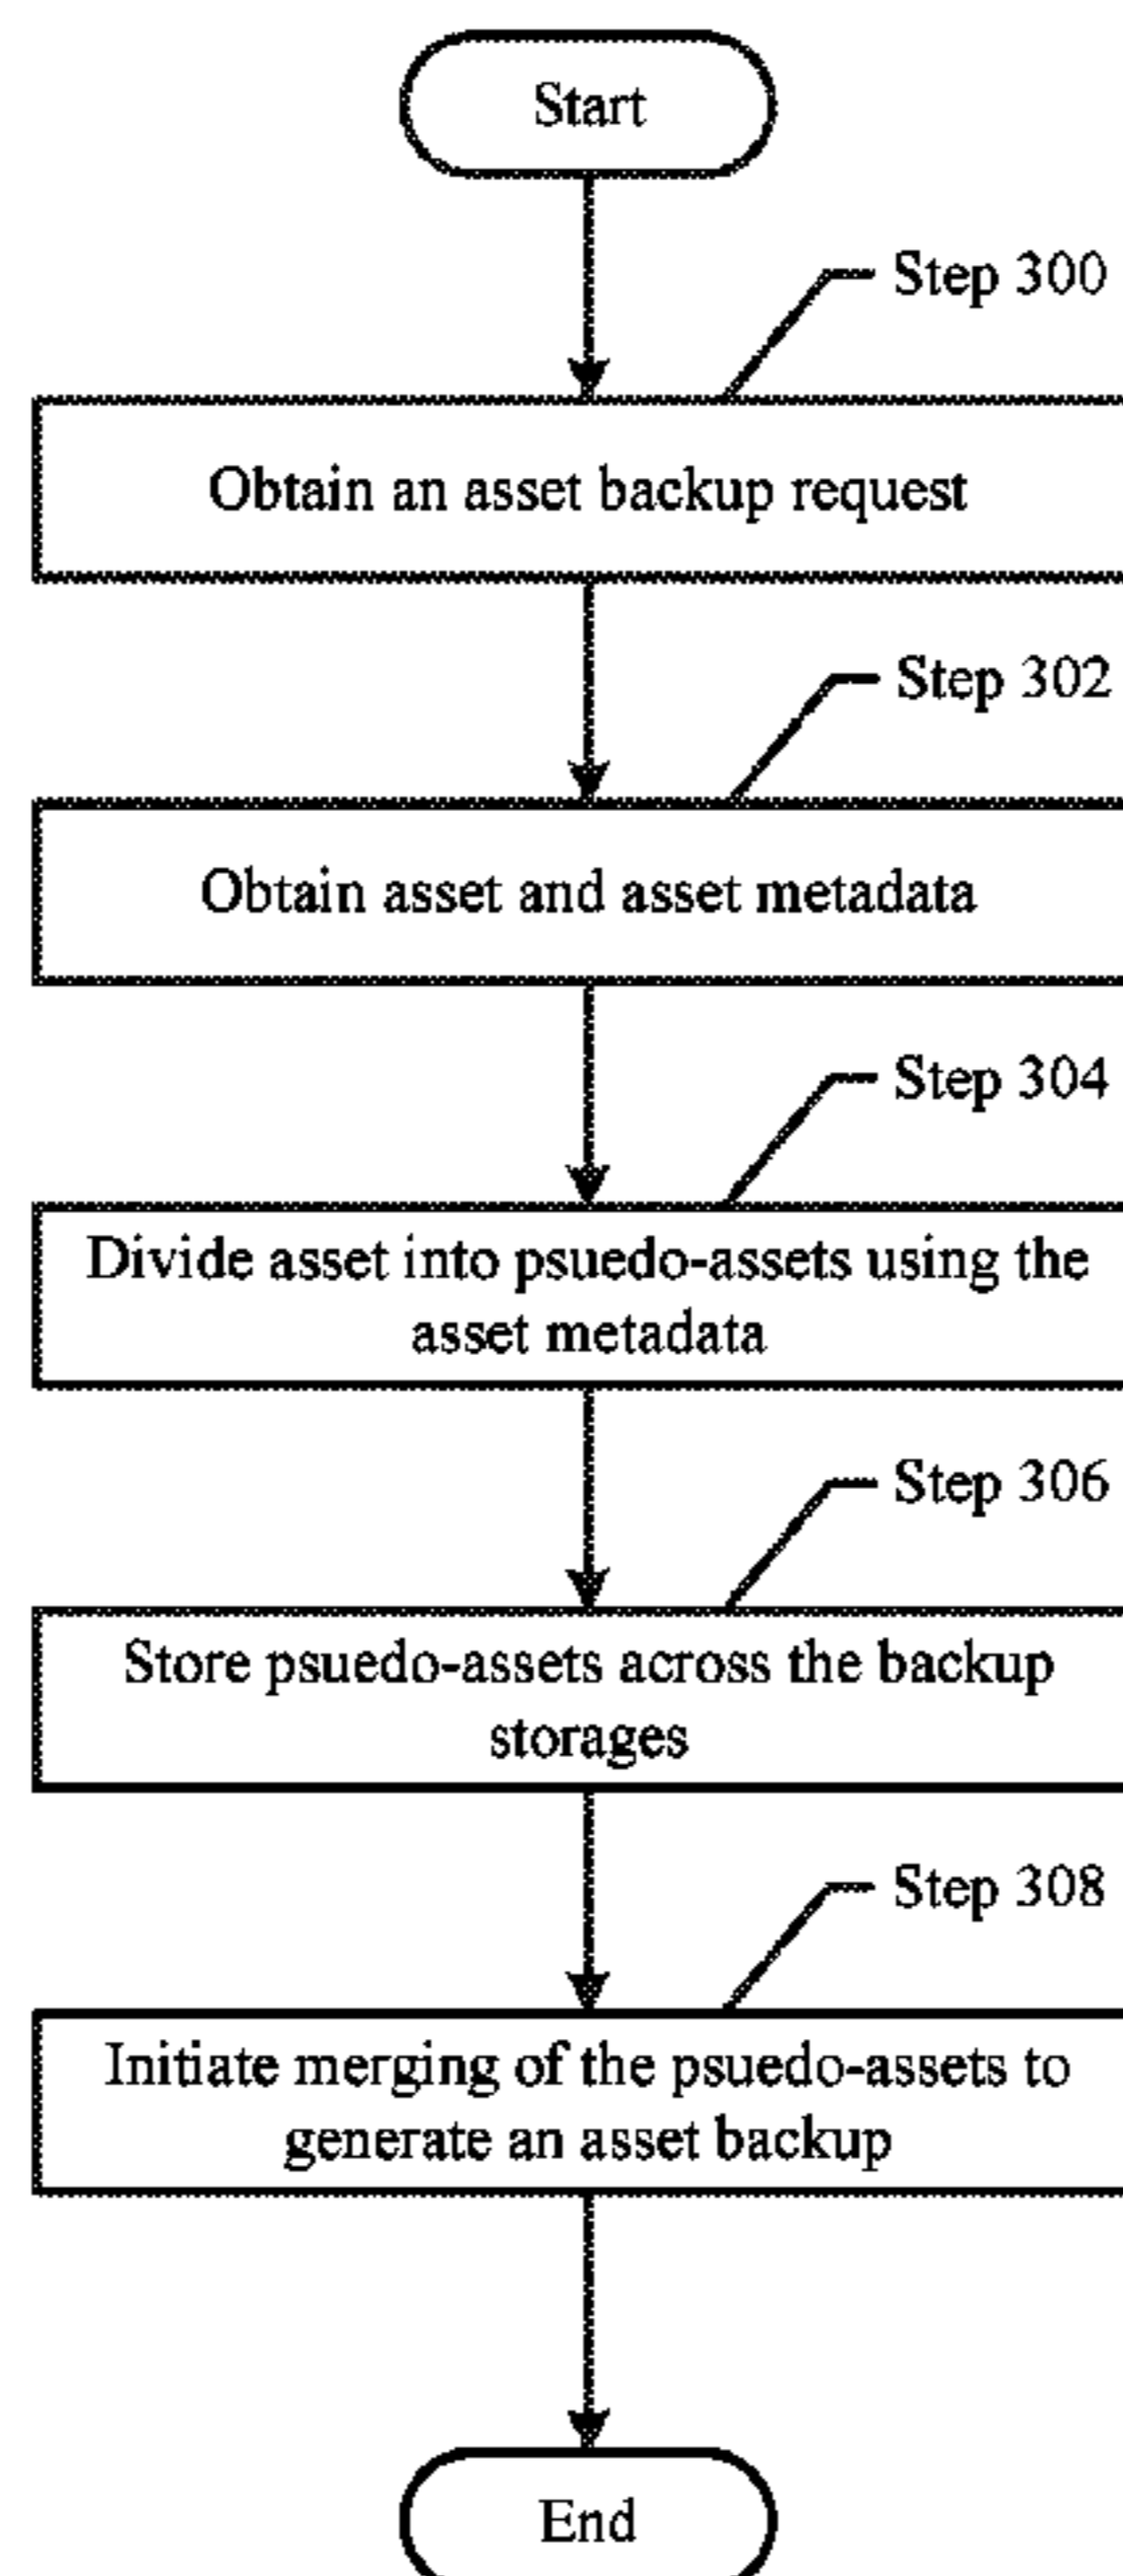 Start
Step 300
Obtain an asset backup request
Step 302
Obtain asset and asset metadata
Step 304
Divide asset into psuedo-assets using the
asset metadata
Step 306
Store psuedo-assets across the backup
storages
Step 308
Initiate merging of the psuedo-assets to
generate an asset backup
End